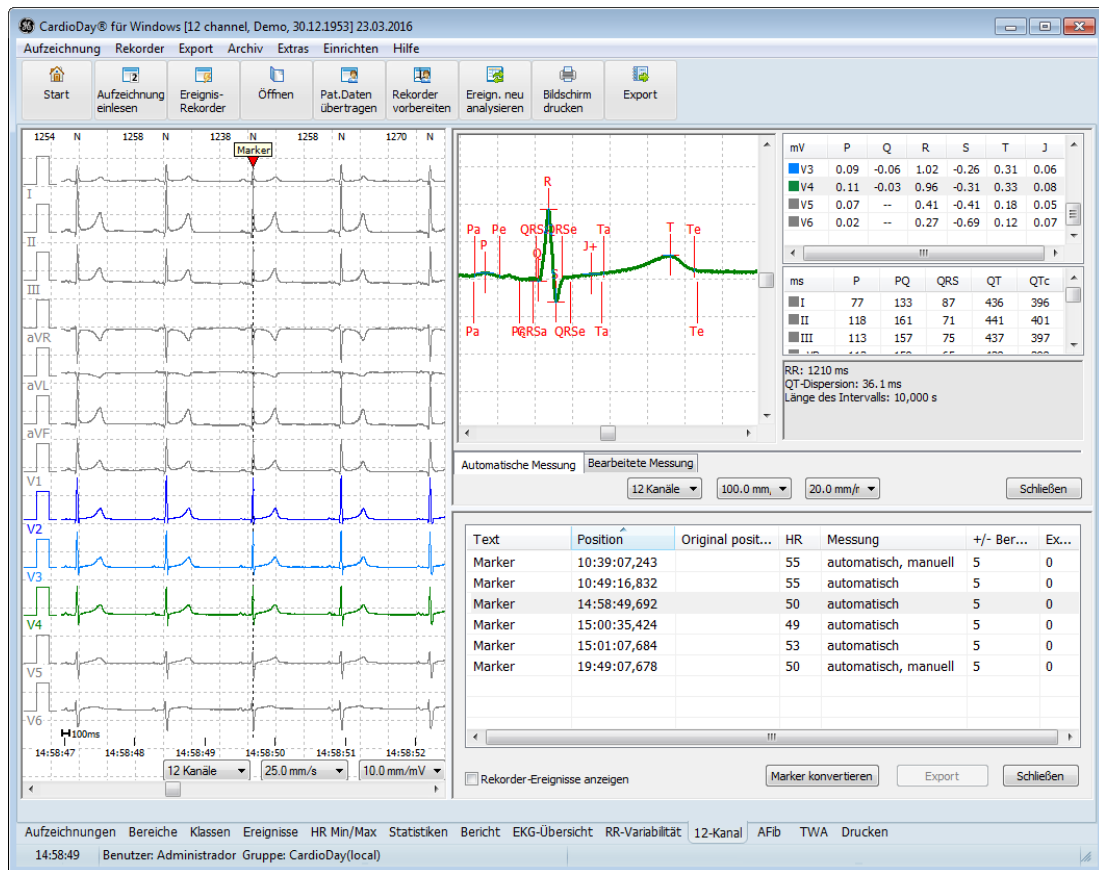 CardioDay® für Windows [12 channel, Demo, 30.12.1953] 23.03.2016
Aufzeichnung Rekorder Export Archiv Extras Einrichten Hilfe
Start Aufzeichnung einlesen Ereignis-Rekorder Öffnen Pat.Daten übertragen Rekorder vorbereiten Ereign. neu analysieren Bildschirm drucken Export
1254 N 1258 N 1238 N 1258 N 1270 N
Marker
I
II
III
aVR
aVL
aVF
V1
V2
V3
V4
V5
V6
100ms
14:58:47 14:58:48 14:58:49 14:58:50 14:58:51 14:58:52
12 Kanäle 25.0 mm/s 10.0 mm/mV
R
Pa Pe QRSa QRSe Ta T Te
P Q J+
S
Pa QRSa QRSe Ta Te
mV P Q R S T J
V3 0.09 -0.06 1.02 -0.26 0.31 0.06
V4 0.11 -0.03 0.96 -0.31 0.33 0.08
V5 0.07 -- 0.41 -0.41 0.18 0.05
V6 0.02 -- 0.27 -0.69 0.12 0.07
ms P PQ QRS QT QTc
I 77 133 87 436 396
II 118 161 71 441 401
III 113 157 75 437 397
RR: 1210 ms
QT-Dispersion: 36.1 ms
Länge des Intervalls: 10,000 s
Automatische Messung Bearbeitete Messung
12 Kanäle 100.0 mm, 20.0 mm/r Schließen
Text Position Original posit... HR Messung +/- Ber... Ex...
Marker 10:39:07,243 55 automatisch, manuell 5 0
Marker 10:49:16,832 55 automatisch 5 0
Marker 14:58:49,692 50 automatisch 5 0
Marker 15:00:35,424 49 automatisch 5 0
Marker 15:01:07,684 53 automatisch 5 0
Marker 19:49:07,678 50 automatisch, manuell 5 0
Rekorder-Ereignisse anzeigen Marker konvertieren Export Schließen
Aufzeichnungen Bereiche Klassen Ereignisse HR Min/Max Statistiken Bericht EKG-Übersicht RR-Variabilität 12-Kanal AFib TWA Drucken
14:58:49 Benutzer: Administrador Gruppe: CardioDay(local)